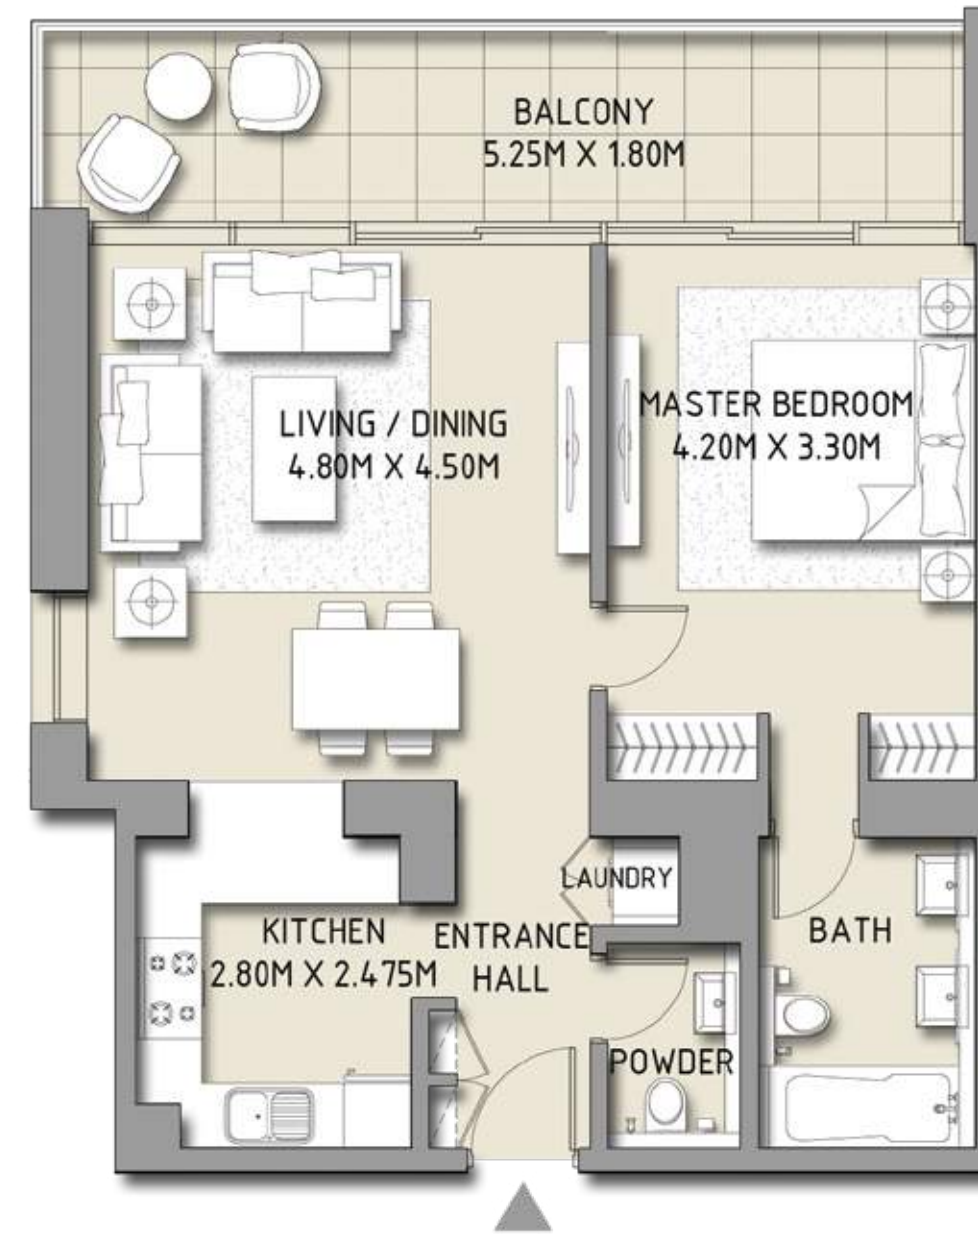 BALCONY
5.25M X 1.80M
LIVING / DINING
4.80M X 4.50M
MASTER BEDROOM
4.20M X 3.30M
LAUNDRY
KITCHEN
2.80M X 2.475M
ENTRANCE
HALL
BATH
POWDER